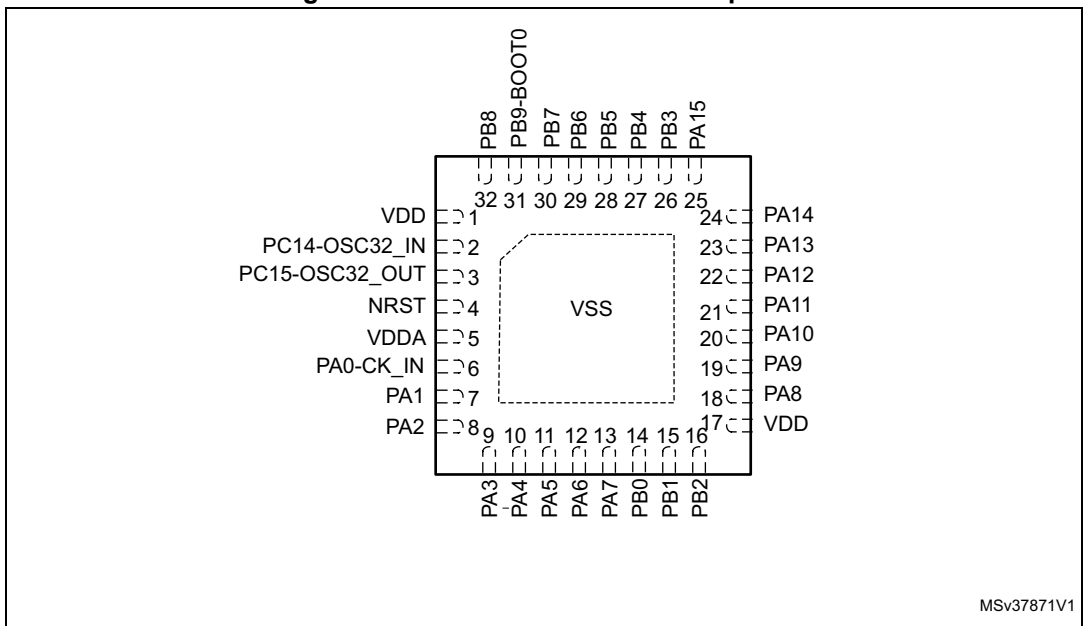 PB8
PB9-BOOT0
PB7
PB6
PB5
PB4
PB3
PA15
32 31 30 29 28 27 26 25
VDD 1
PC14-OSC32_IN 2
PC15-OSC32_OUT 3
NRST 4
VDDA 5
PA0-CK_IN 6
PA1 7
PA2 8
VSS
24 PA14
23 PA13
22 PA12
21 PA11
20 PA10
19 PA9
18 PA8
17 VDD
9 10 11 12 13 14 15 16
PA3
PA4
PA5
PA6
PA7
PB0
PB1
PB2
MSv37871V1